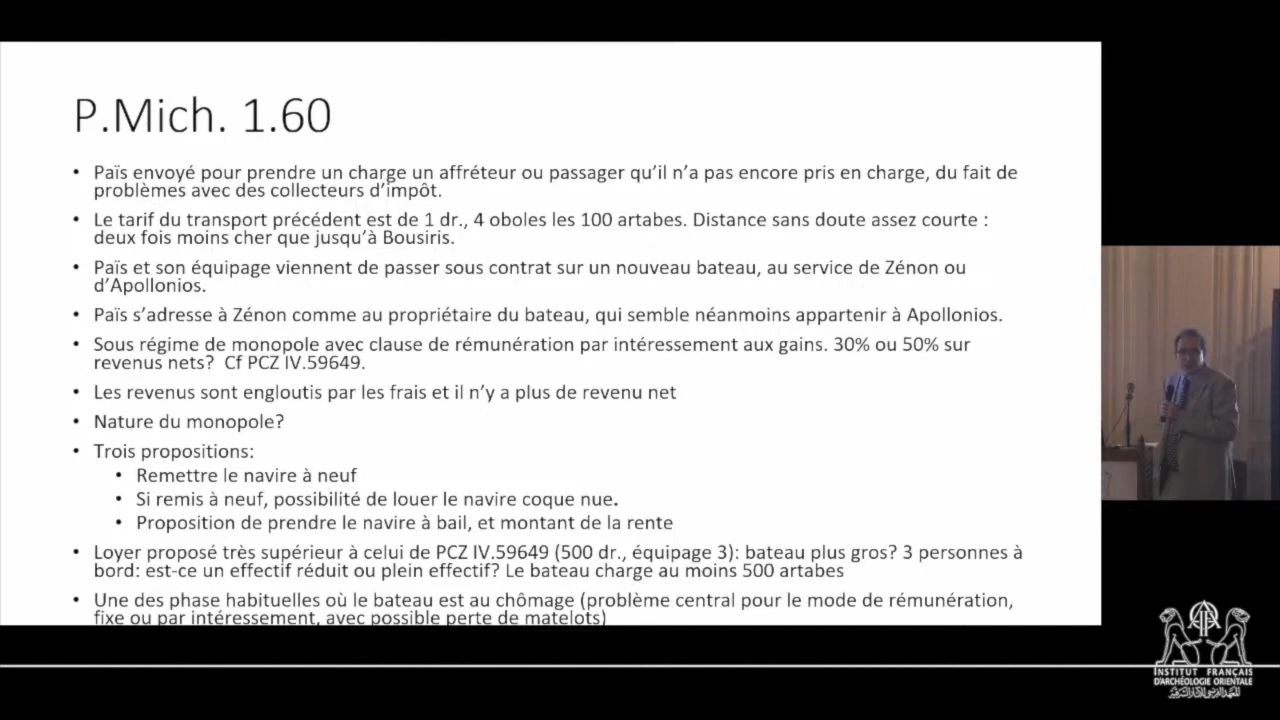 P.Mich. 1.60
• Païs envoyé pour prendre un charge un affréteur ou passager qu’il n’a pas encore pris en charge, du fait de
problèmes avec des collecteurs d’impôt.
• Le tarif du transport précédent est de 1 dr., 4 oboles les 100 artabes. Distance sans doute assez courte :
deux fois moins cher que jusqu’à Bousiris.
• Païs et son équipage viennent de passer sous contrat sur un nouveau bateau, au service de Zénon ou
d’Apollonios.
• Païs s’adresse à Zénon comme au propriétaire du bateau, qui semble néanmoins appartenir à Apollonios.
• Sous régime de monopole avec clause de rémunération par intéressement aux gains. 30% ou 50% sur
revenus nets? Cf PCZ IV.59649.
• Les revenus sont engloutis par les frais et il n’y a plus de revenu net
• Nature du monopole?
• Trois propositions:
• Remettre le navire à neuf
• Si remis à neuf, possibilité de louer le navire coque nue.
• Proposition de prendre le navire à bail, et montant de la rente
• Loyer proposé très supérieur à celui de PCZ IV.59649 (500 dr., équipage 3): bateau plus gros? 3 personnes à
bord: est-ce un effectif réduit ou plein effectif? Le bateau charge au moins 500 artabes
• Une des phase habituelles où le bateau est au chômage (problème central pour le mode de rémunération,
fixe ou par intéressement, avec possible perte de matelots)
INSTITUT FRANÇAIS
D’ARCHÉOLOGIE ORIENTALE